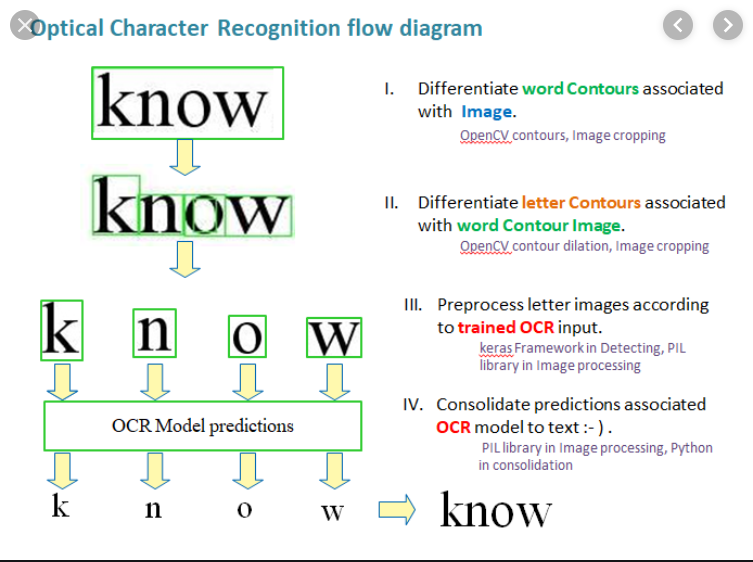 Optical Character Recognition flow diagram
know
I. Differentiate word Contours associated
with Image.
OpenCV contours, Image cropping
know
II. Differentiate letter Contours associated
with word Contour Image.
OpenCV contour dilation, Image cropping
k n o w
III. Preprocess letter images according
to trained OCR input.
keras Framework in Detecting, PIL
library in Image processing
OCR Model predictions
IV. Consolidate predictions associated
OCR model to text :- ) .
PIL library in Image processing, Python
in consolidation
k n o w know